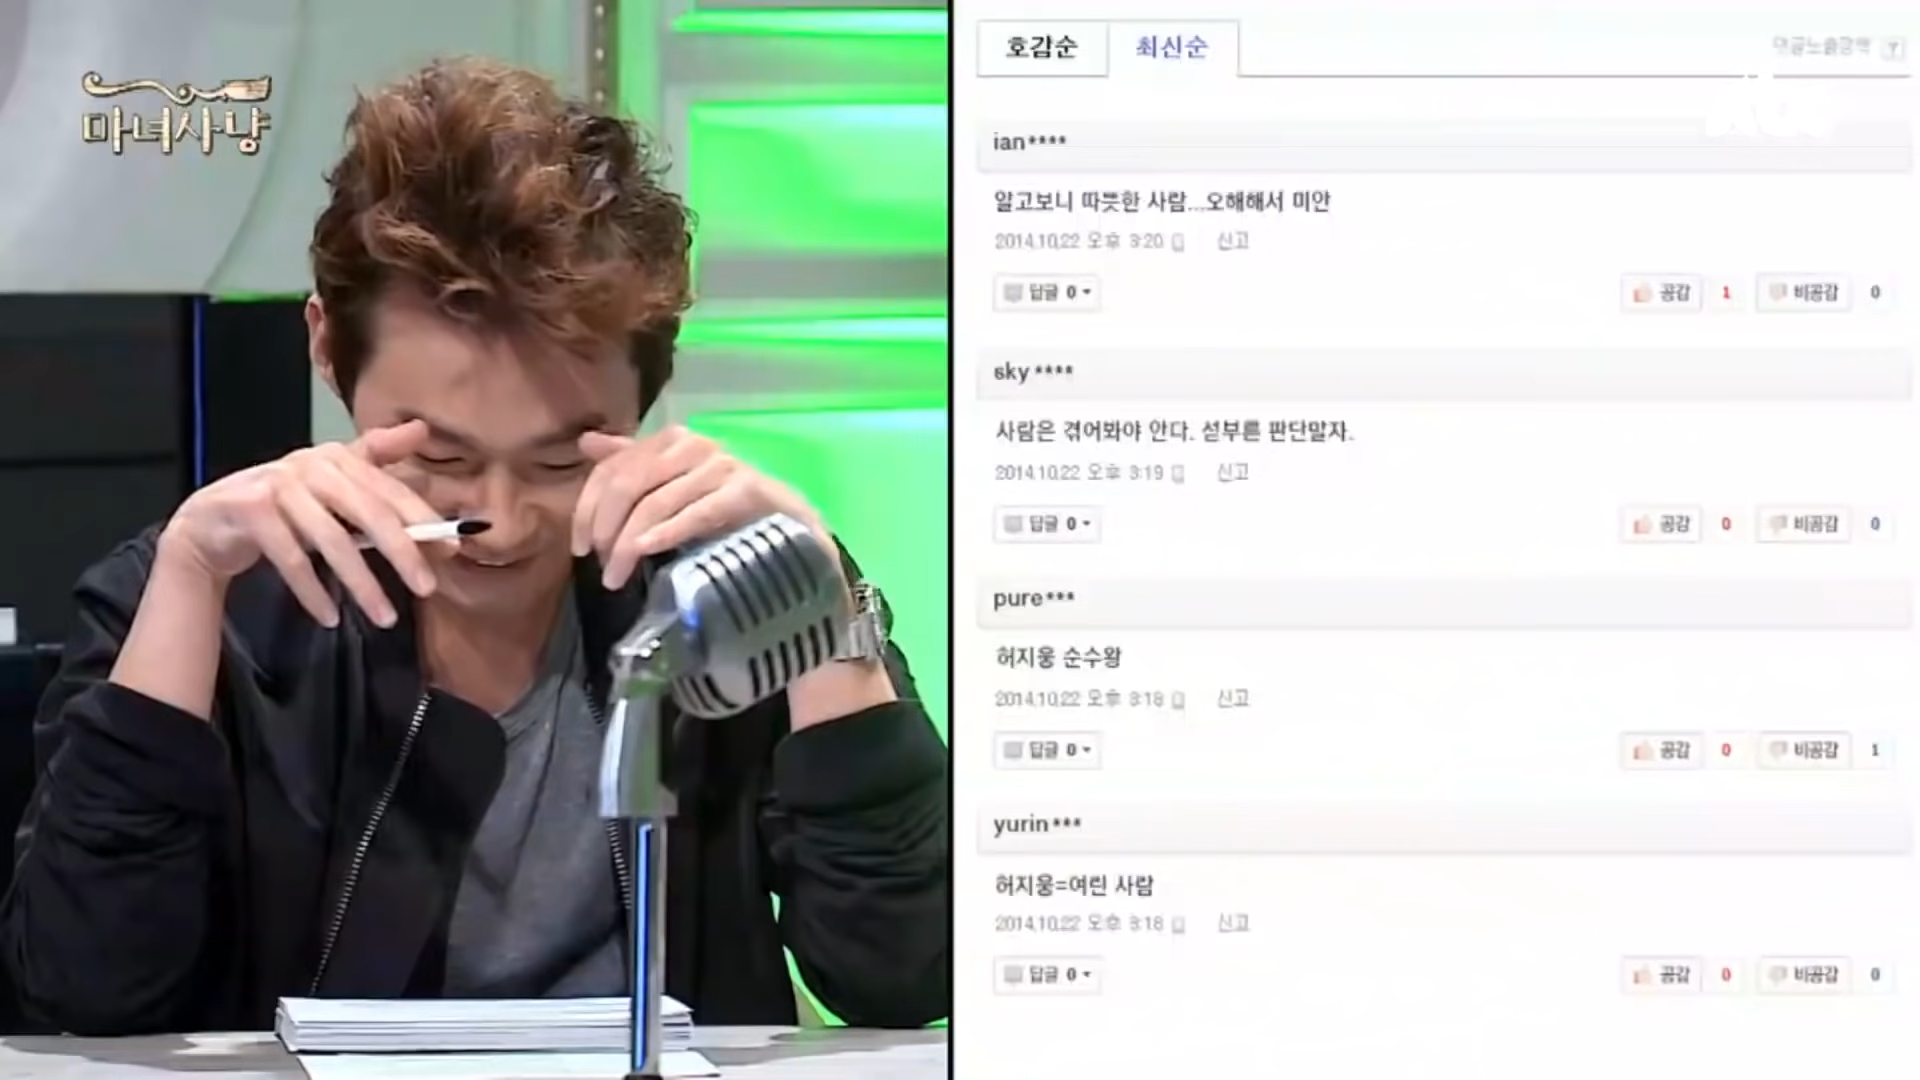 마녀사냥
호감순
최신순
ian****
알고보니 따뜻한 사람...오해해서 미안
2014.10.22 오후 3:20 신고
답글 0
공감 1 비공감 0
sky****
사람은 겪어봐야 안다. 섣부른 판단말자.
2014.10.22 오후 3:19 신고
답글 0
공감 0 비공감 0
pure***
허지웅 순수왕
2014.10.22 오후 3:18 신고
답글 0
공감 0 비공감 1
yurin***
허지웅=여린 사람
2014.10.22 오후 3:18 신고
답글 0
공감 0 비공감 0